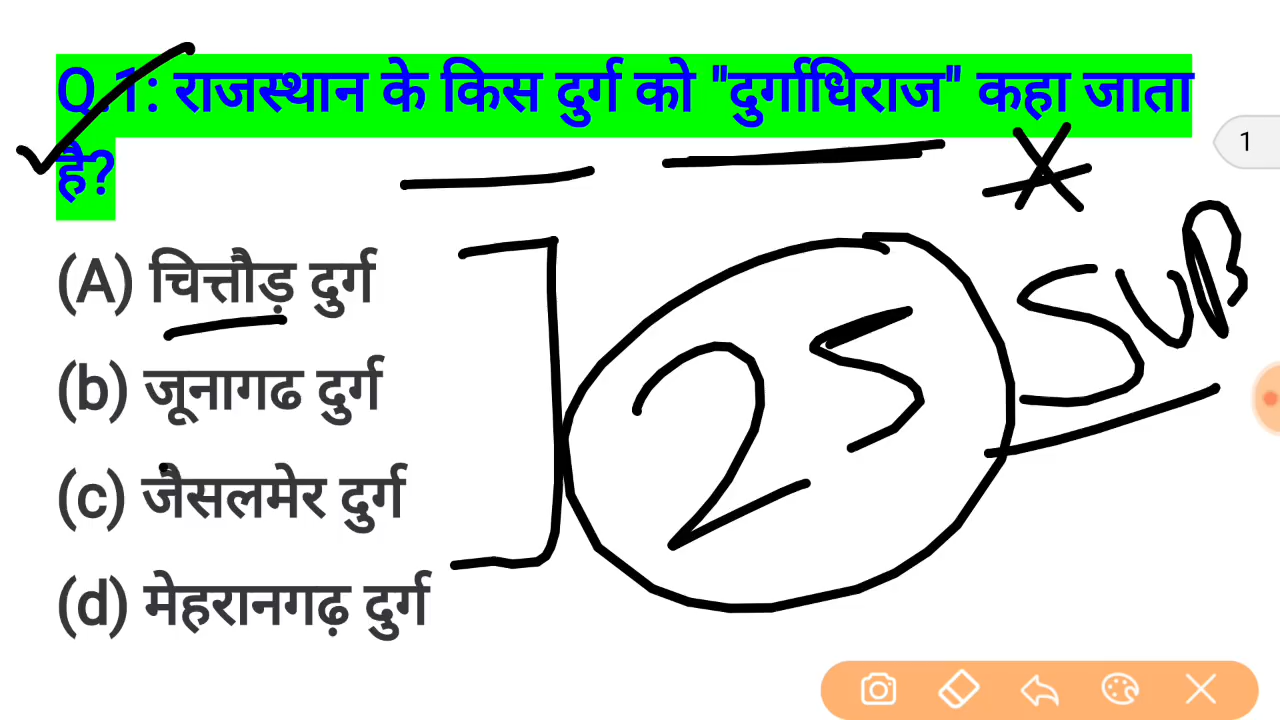 Q.1: राजस्थान के किस दुर्ग को "दुर्गाधिराज" कहा जाता
है?
1
(A) चित्तौड़ दुर्ग
(b) जूनागढ दुर्ग
(c) जैसलमेर दुर्ग
(d) मेहरानगढ़ दुर्ग
25
SUB